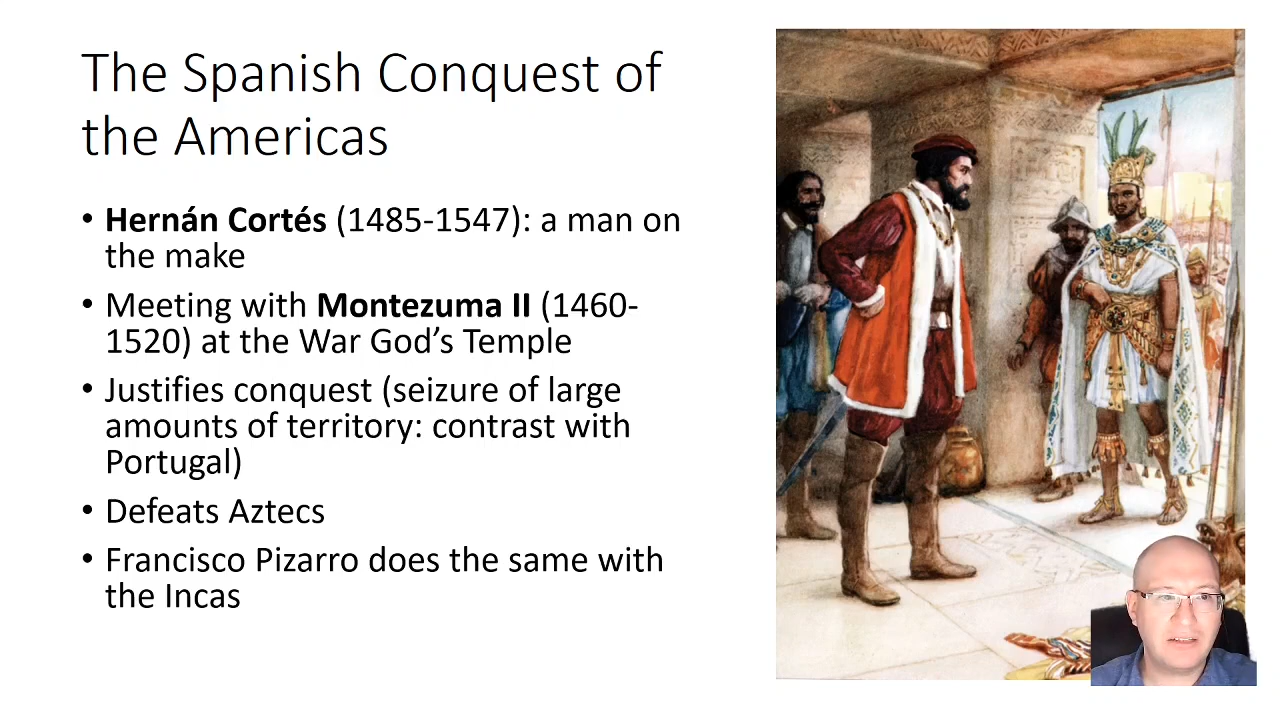 The Spanish Conquest of
the Americas
• Hernán Cortés (1485-1547): a man on
the make
• Meeting with Montezuma II (1460-
1520) at the War God’s Temple
• Justifies conquest (seizure of large
amounts of territory: contrast with
Portugal)
• Defeats Aztecs
• Francisco Pizarro does the same with
the Incas